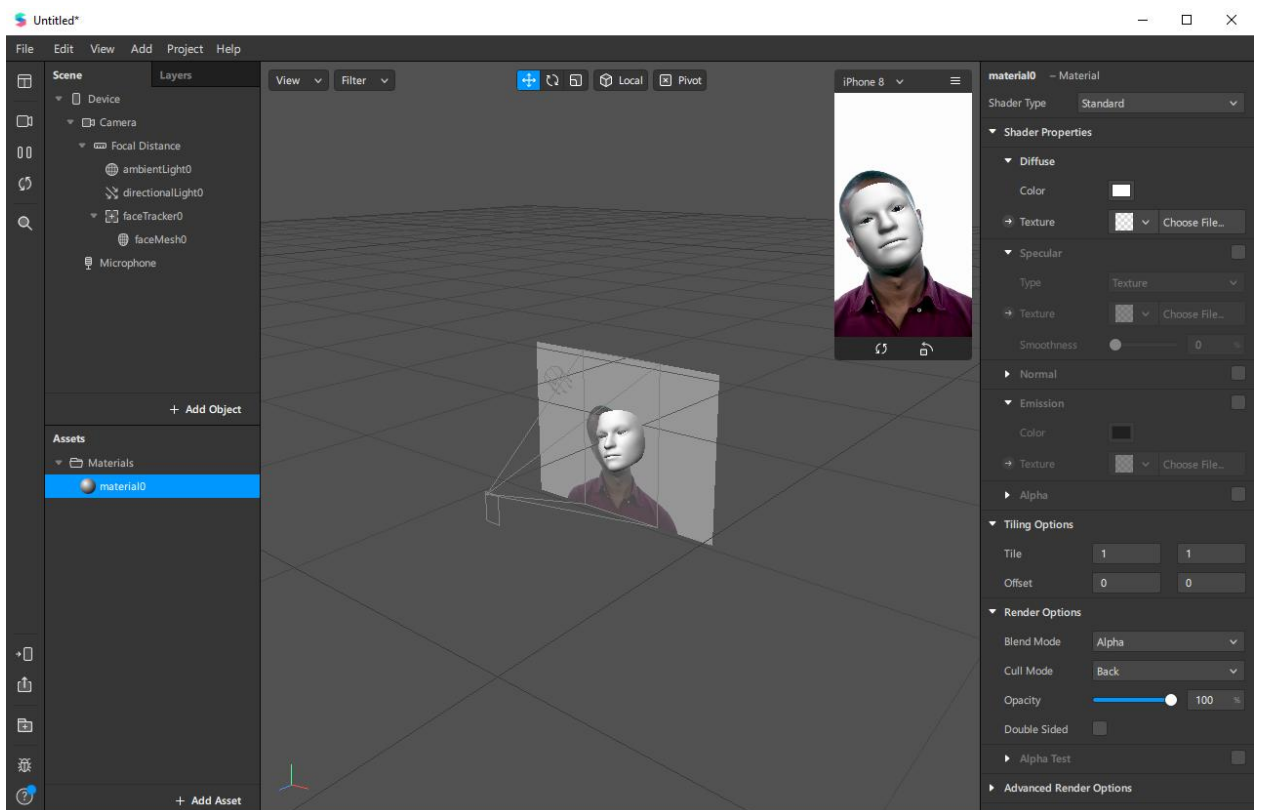 Untitled*
File Edit View Add Project Help
Scene Layers
Device
Camera
Focal Distance
ambientLight0
directionalLight0
faceTracker0
faceMesh0
Microphone
+ Add Object
Assets
Materials
material0
+ Add Asset
View Filter Local Pivot
iPhone 8
material0 – Material
Shader Type Standard
Shader Properties
Diffuse
Color
Texture Choose File...
Specular
Type Texture
Texture Choose File...
Smoothness 0 %
Normal
Emission
Color
Texture Choose File...
Alpha
Tiling Options
Tile 1 1
Offset 0 0
Render Options
Blend Mode Alpha
Cull Mode Back
Opacity 100 %
Double Sided
Alpha Test
Advanced Render Options